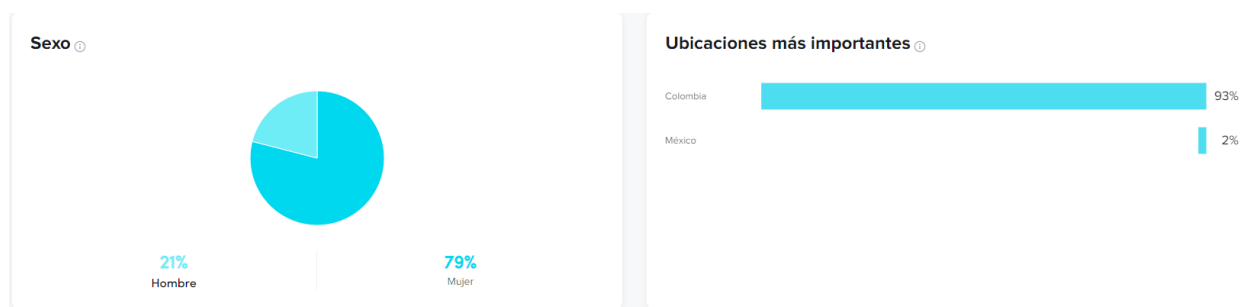 Sexo
21%
Hombre
79%
Mujer
Ubicaciones más importantes
Colombia
93%
México
2%